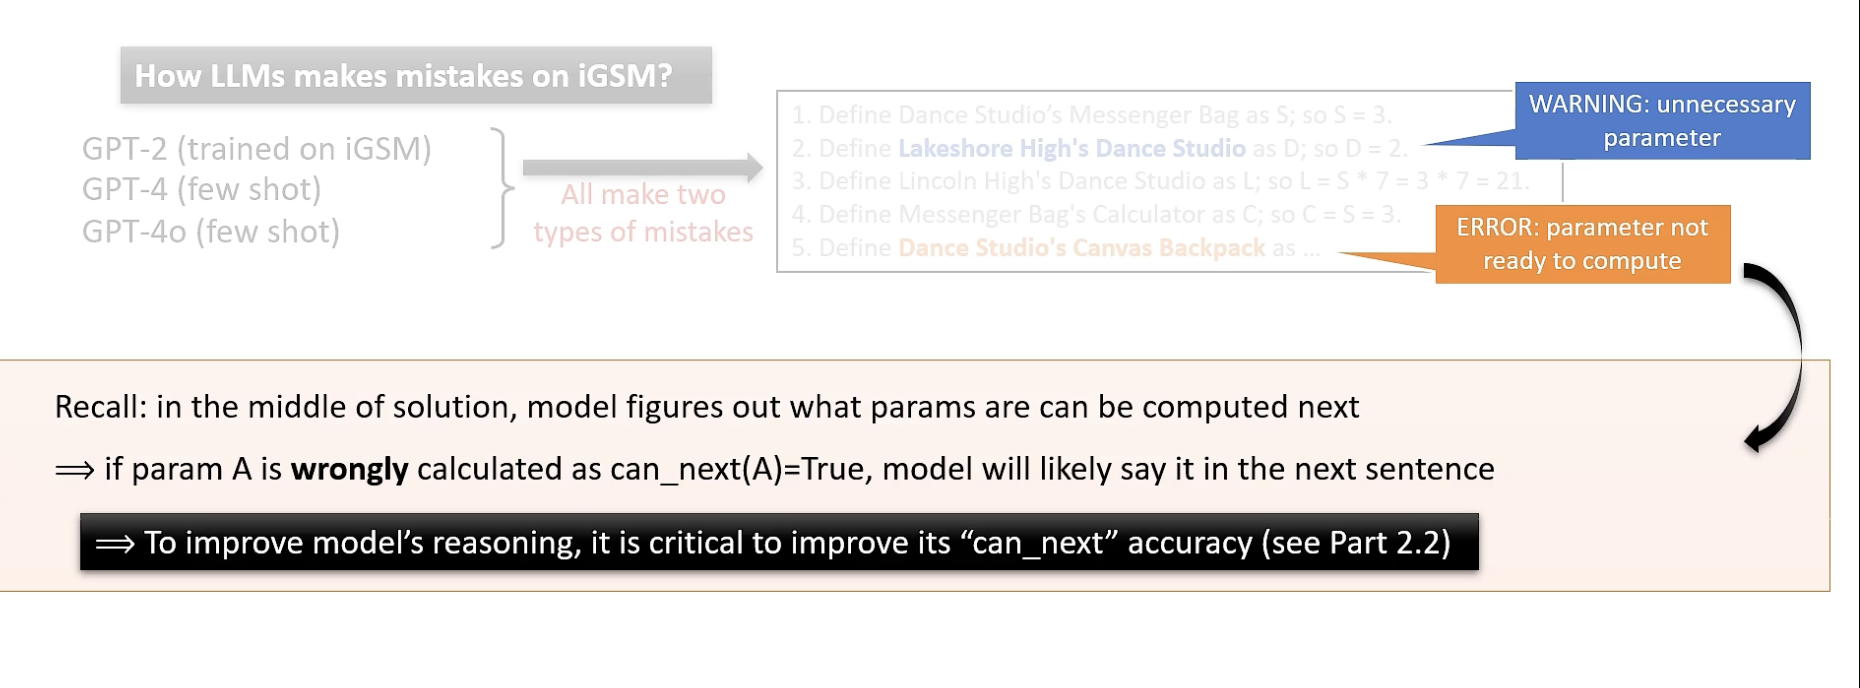 How LLMs makes mistakes on iGSM?
GPT-2 (trained on iGSM)
GPT-4 (few shot)
GPT-4o (few shot)
All make two
types of mistakes
1. Define Dance Studio's Messenger Bag as S; so S = 3.
2. Define Lakeshore High's Dance Studio as D; so D = 2.
3. Define Lincoln High's Dance Studio as L; so L = S * 7 = 3 * 7 = 21.
4. Define Messenger Bag's Calculator as C; so C = S = 3.
5. Define Dance Studio's Canvas Backpack as ...
WARNING: unnecessary
parameter
ERROR: parameter not
ready to compute
Recall: in the middle of solution, model figures out what params are can be computed next
⟹ if param A is wrongly calculated as can_next(A)=True, model will likely say it in the next sentence
⟹ To improve model's reasoning, it is critical to improve its “can_next” accuracy (see Part 2.2)